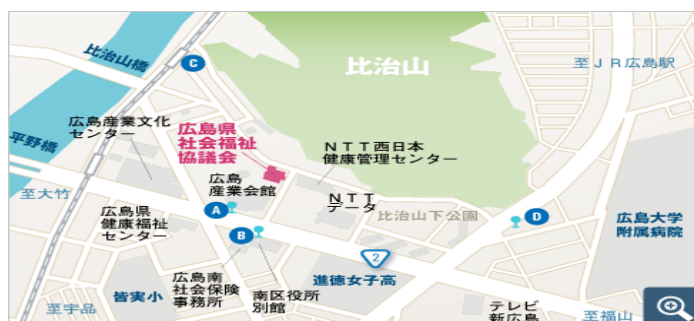 比治山橋
C
比治山
至JR広島駅
広島産業文化
センター
平野橋
広島県
社会福祉
協議会
NTT西日本
健康管理センター
至大竹
広島
産業会館
NTT
データ
比治山下公園
A
D
広島大学
附属病院
広島県
健康福祉
センター
B
2
広島南
社会保険
事務所
南区役所
別館
進徳女子高
皆実小
至宇品
テレビ
新広島
至福山